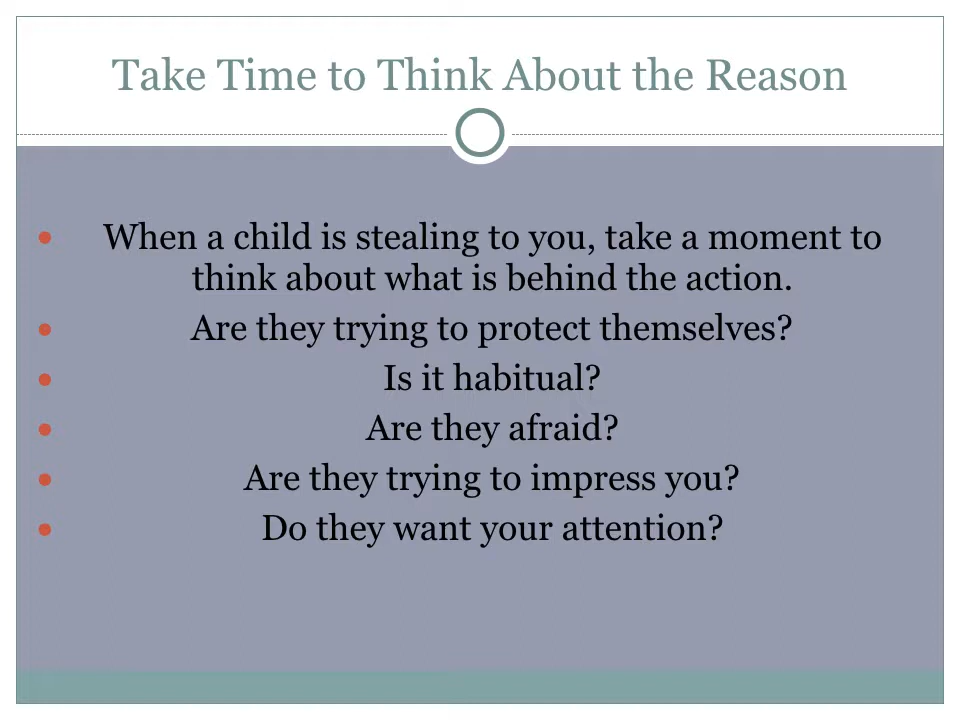 Take Time to Think About the Reason
When a child is stealing to you, take a moment to
think about what is behind the action.
Are they trying to protect themselves?
Is it habitual?
Are they afraid?
Are they trying to impress you?
Do they want your attention?